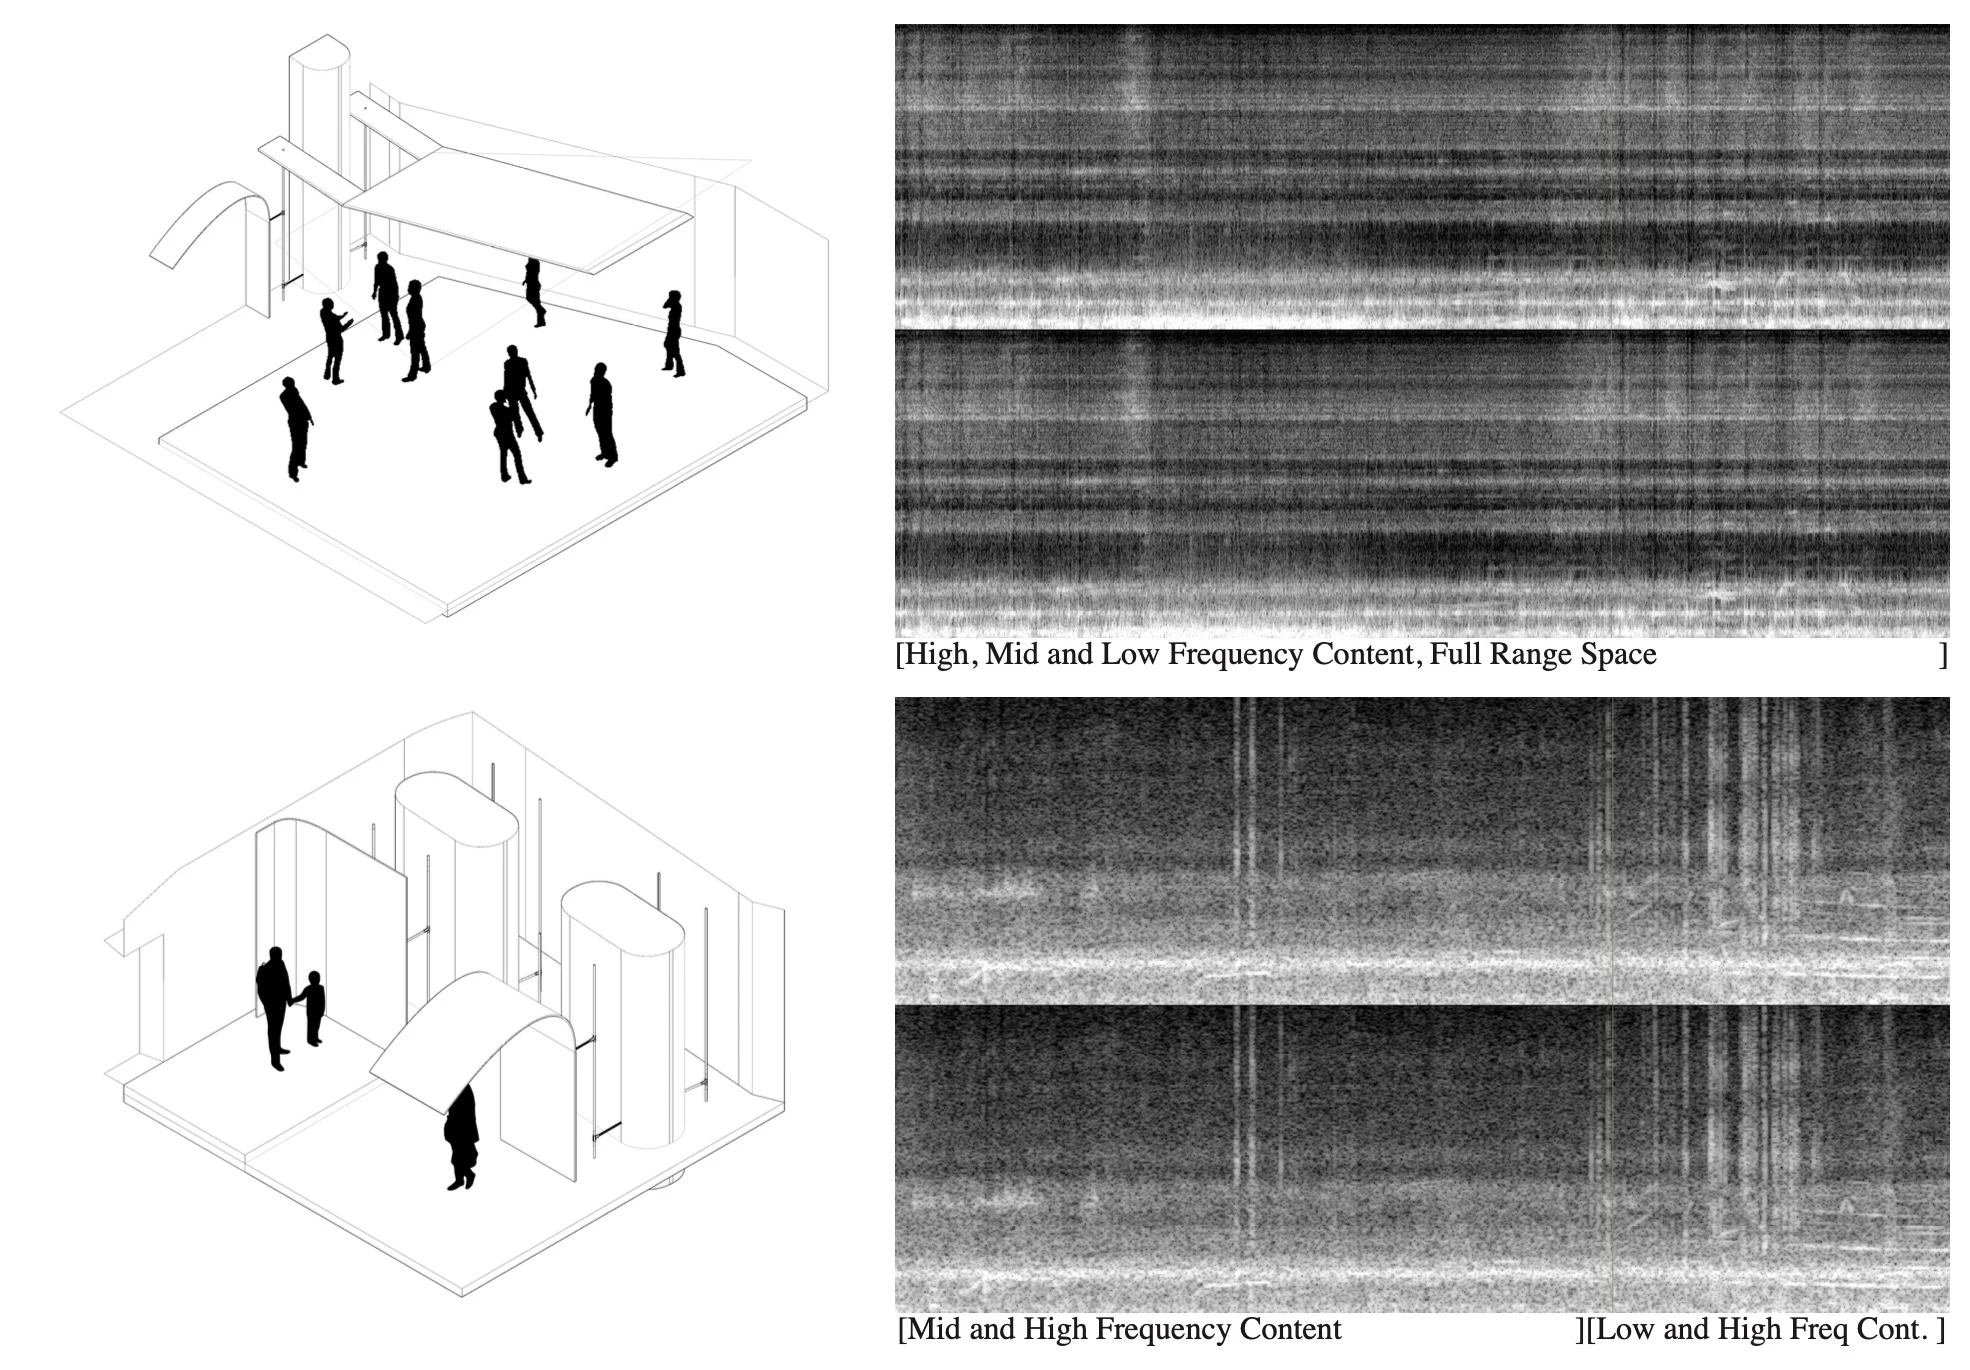 [High, Mid and Low Frequency Content, Full Range Space ]
[Mid and High Frequency Content ][Low and High Freq Cont. ]